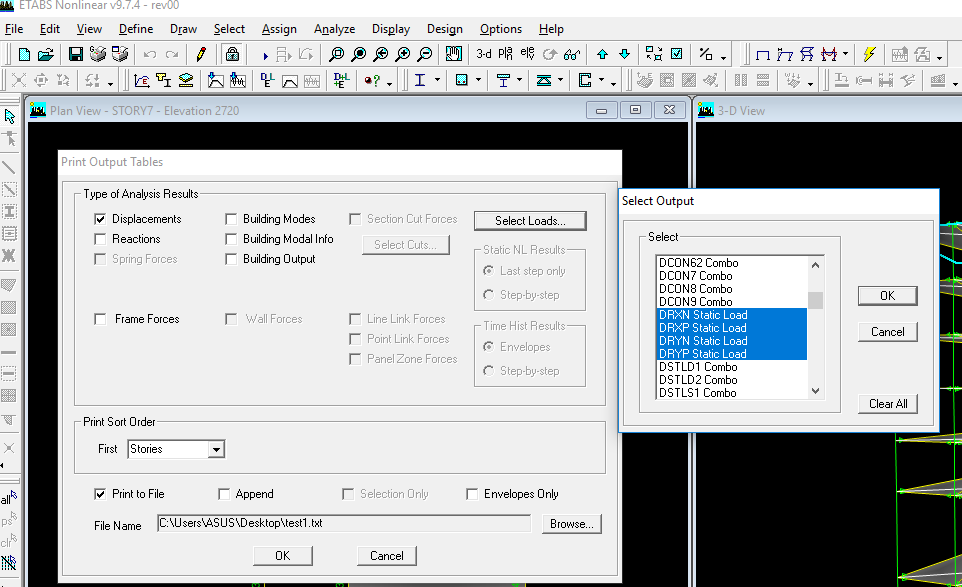 ETABS Nonlinear v9.7.4 - rev00
File Edit View Define Draw Select Assign Analyze Display Design Options Help
3-d
Plan View - STORY7 - Elevation 2720
3-D View
Print Output Tables
Type of Analysis Results
Displacements
Building Modes
Section Cut Forces
Select Loads...
Reactions
Building Modal Info
Select Cuts...
Spring Forces
Building Output
Static NL Results
Last step only
Step-by-step
Frame Forces
Wall Forces
Line Link Forces
Point Link Forces
Panel Zone Forces
Time Hist Results
Envelopes
Step-by-step
Print Sort Order
First Stories
Print to File
Append
Selection Only
Envelopes Only
File Name C:\Users\ASUS\Desktop\test1.txt Browse...
OK Cancel
Select Output
Select
DCON62 Combo
DCON7 Combo
DCON8 Combo
DCON9 Combo
DRXN Static Load
DRXP Static Load
DRYN Static Load
DRYP Static Load
DSTLD1 Combo
DSTLD2 Combo
DSTLS1 Combo
OK
Cancel
Clear All
all
ps
clr